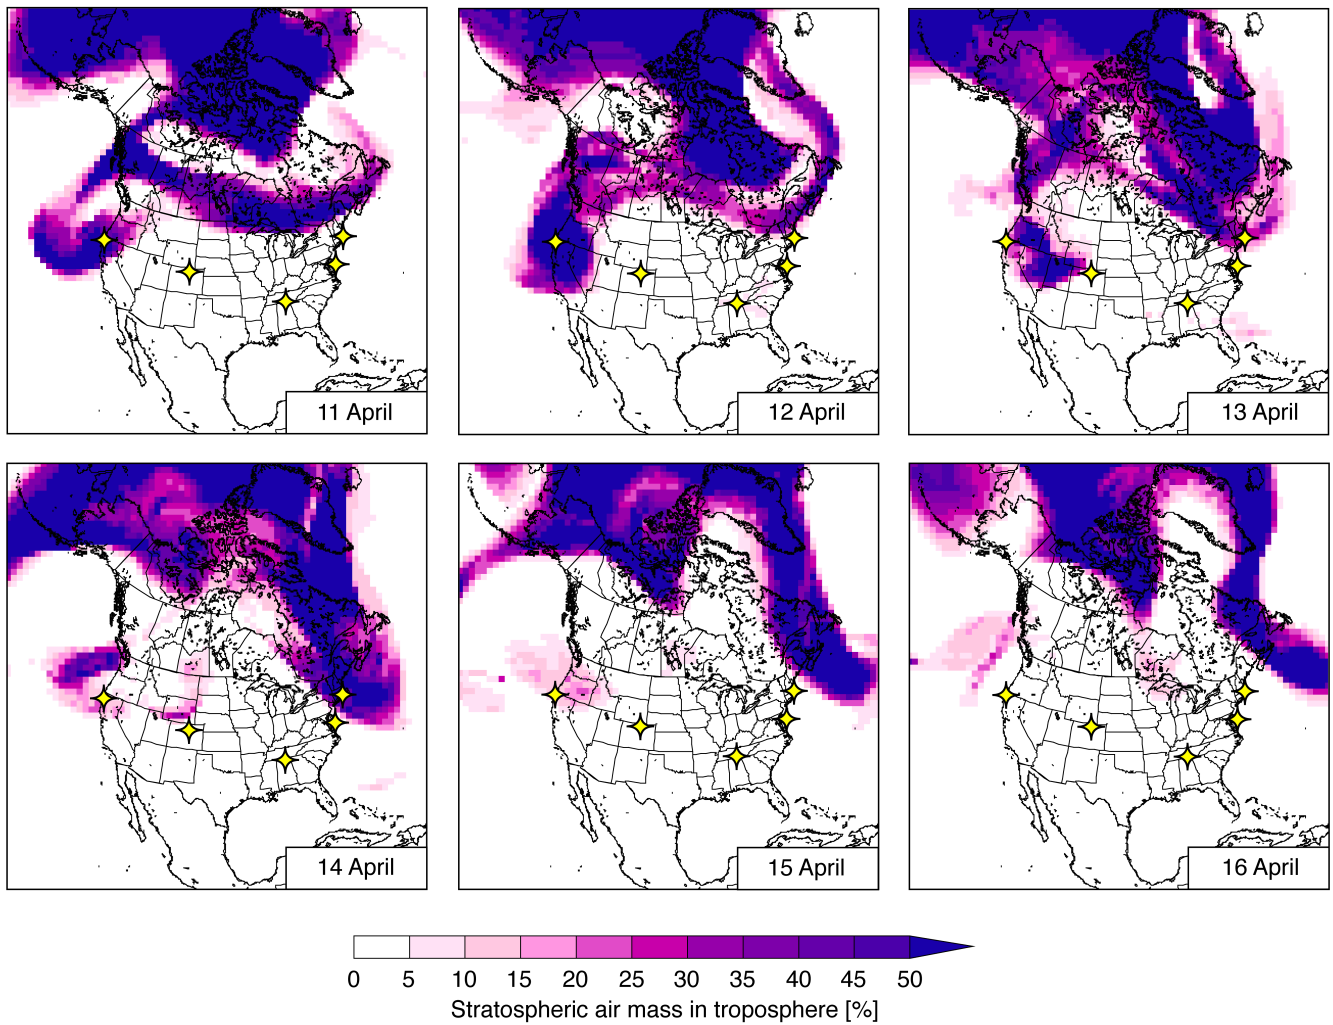 11 April
12 April
13 April
14 April
15 April
16 April
0 5 10 15 20 25 30 35 40 45 50
Stratospheric air mass in troposphere [%]